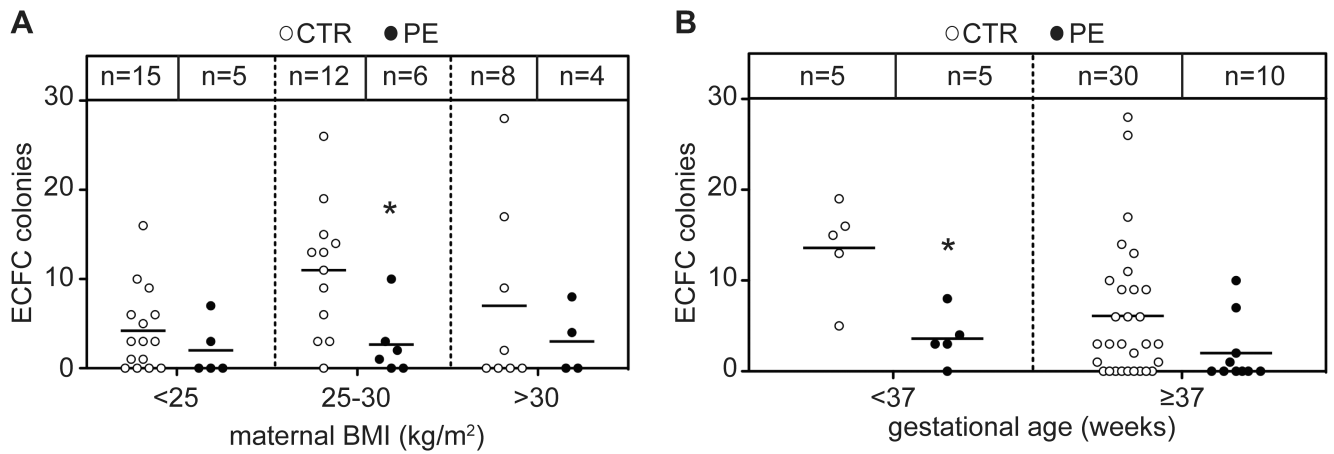 A
○CTR ●PE
n=15 n=5 n=12 n=6 n=8 n=4
30
20
10
0
ECFC colonies
*
<25 25-30 >30
maternal BMI (kg/m²)
B
○CTR ●PE
n=5 n=5 n=30 n=10
30
20
10
0
ECFC colonies
*
<37 ≥37
gestational age (weeks)